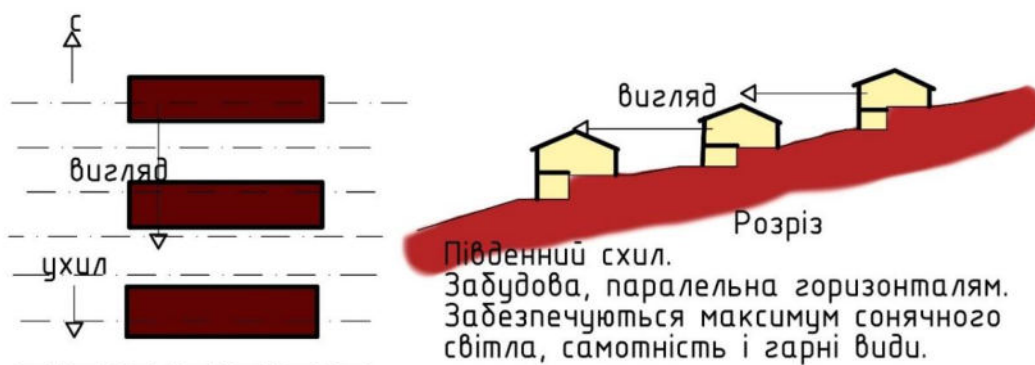 с
вигляд
ухил
вигляд
Розріз
Південний схил.
Забудова, паралельна горизонталям.
Забезпечуються максимум сонячного
світла, самотність і гарні види.